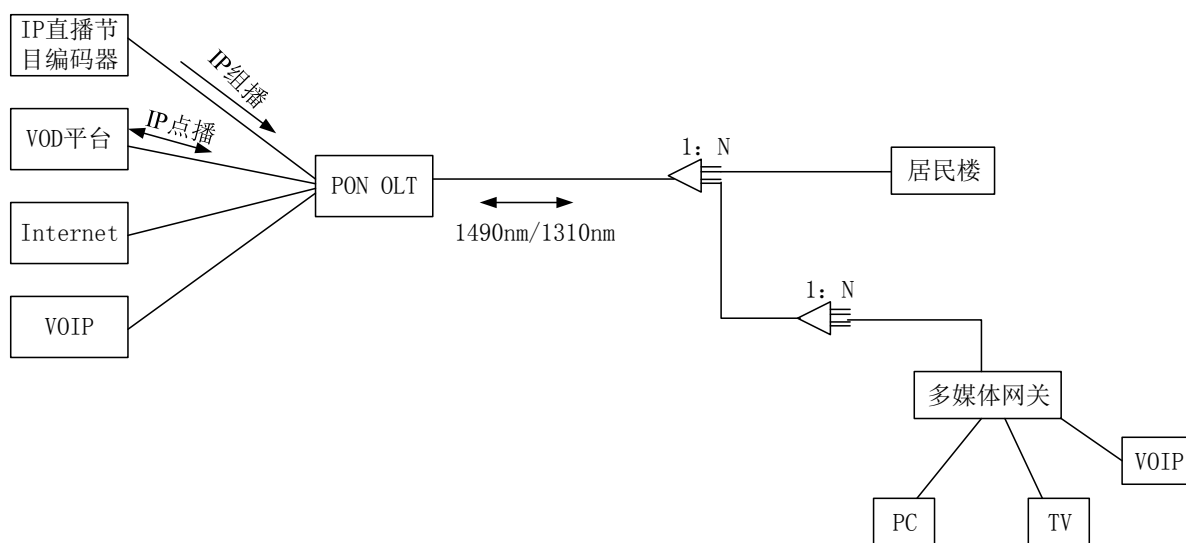 IP直播节
目编码器
IP组播
VOD平台
IP点播
Internet
VOIP
PON OLT
1490nm/1310nm
1: N
居民楼
1: N
多媒体网关
VOIP
PC
TV